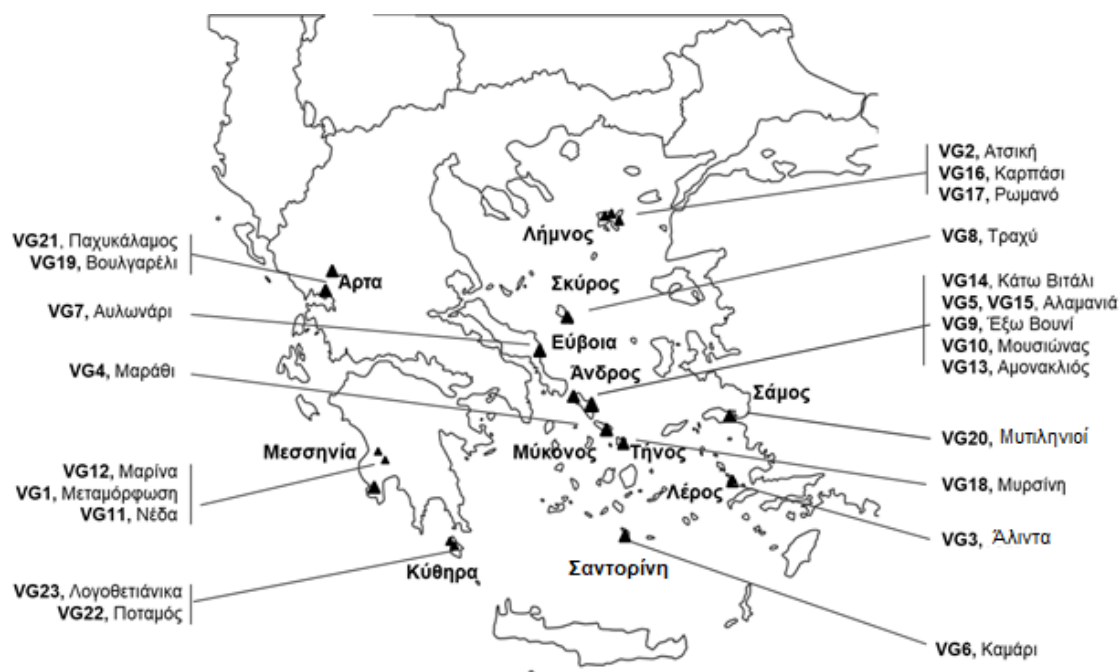 VG2, Ατσική
VG16, Καρπάσι
VG17, Ρωμανό
Λήμνος
VG8, Τραχύ
VG21, Παχυκάλαμος
VG19, Βουλγαρέλι
Άρτα
Σκύρος
VG14, Κάτω Βιτάλι
VG5, VG15, Αλαμανιά
VG9, Έξω Βουνί
VG10, Μουσιώνας
VG13, Αμονακλιός
VG7, Αυλωνάρι
Εύβοια
VG4, Μαράθι
Άνδρος
Σάμος
VG20, Μυτιληνιοί
Μεσσηνία
Μύκονος
Τήνος
VG12, Μαρίνα
VG1, Μεταμόρφωση
VG11, Νέδα
Λέρος
VG18, Μυρσίνη
VG3, Άλιντα
Κύθηρα
Σαντορίνη
VG23, Λογοθετιάνικα
VG22, Ποταμός
VG6, Καμάρι